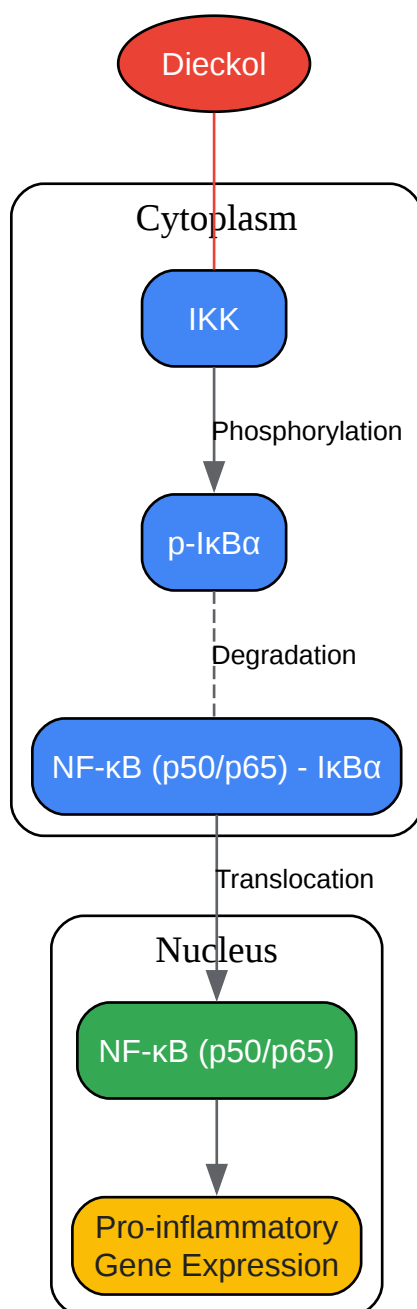 Dieckol
Cytoplasm
IKK
Phosphorylation
p-IκBα
Degradation
NF-κB (p50/p65) - IκBα
Translocation
Nucleus
NF-κB (p50/p65)
Pro-inflammatory
Gene Expression